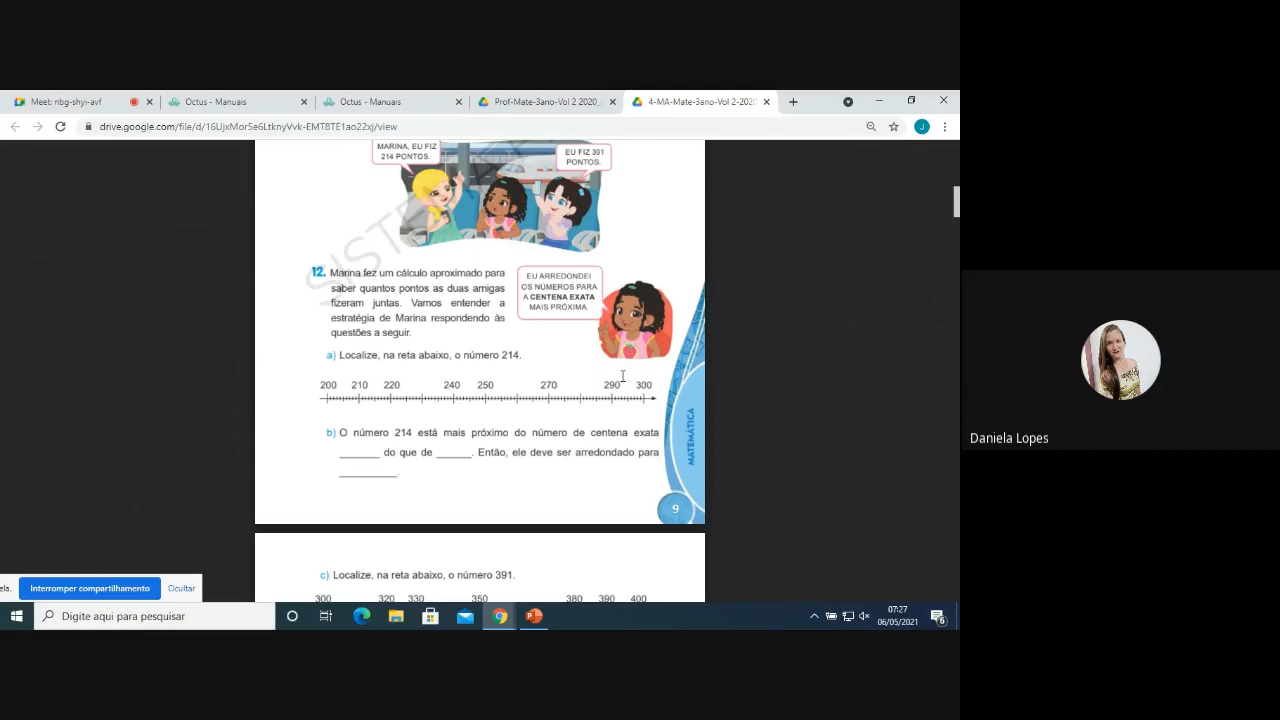 Meet: nbg-shyi-avf
Octus - Manuais
Octus - Manuais
Prof-Mate-3ano-Vol 2 2020_
4-MA-Mate-3ano-Vol 2-2020
drive.google.com/file/d/16UjxMor5e6LtknyVvk-EMT8TE1ao22xj/view
J
MARINA, EU FIZ
214 PONTOS.
EU FIZ 391
PONTOS.
12. Marina fez um cálculo aproximado para
saber quantos pontos as duas amigas
fizeram juntas. Vamos entender a
estratégia de Marina respondendo às
questões a seguir.
EU ARREDONDEI
OS NÚMEROS PARA
A CENTENA EXATA
MAIS PRÓXIMA.
a) Localize, na reta abaixo, o número 214.
200 210 220 240 250 270 290 300
b) O número 214 está mais próximo do número de centena exata
_______ do que de ______. Então, ele deve ser arredondado para
__________.
MATEMÁTICA
9
c) Localize, na reta abaixo, o número 391.
300 320 330 350 380 390 400
ela.
Interromper compartilhamento
Ocultar
Digite aqui para pesquisar
07:27
06/05/2021
6
Daniela Lopes